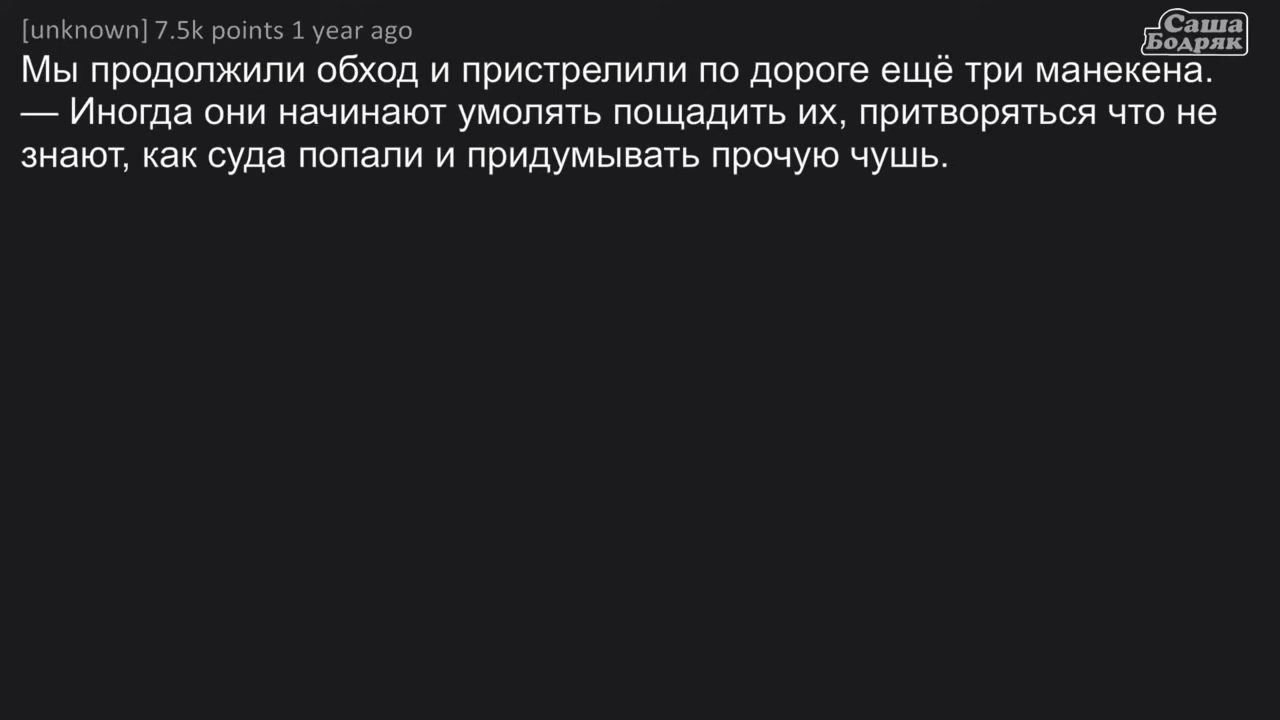 [unknown] 7.5k points 1 year ago
Саша
Бодряк
Мы продолжили обход и пристрелили по дороге ещё три манекена.
— Иногда они начинают умолять пощадить их, притворяться что не
знают, как суда попали и придумывать прочую чушь.